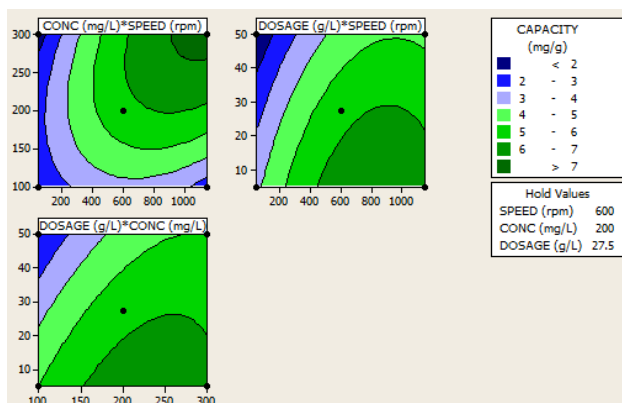 CONC (mg/L)*SPEED (rpm)
300
250
200
150
100
200 400 600 800 1000
DOSAGE (g/L)*SPEED (rpm)
50
40
30
20
10
200 400 600 800 1000
DOSAGE (g/L)*CONC (mg/L)
50
40
30
20
10
100 150 200 250 300
CAPACITY
(mg/g)
< 2
2 - 3
3 - 4
4 - 5
5 - 6
6 - 7
> 7
Hold Values
SPEED (rpm) 600
CONC (mg/L) 200
DOSAGE (g/L) 27.5